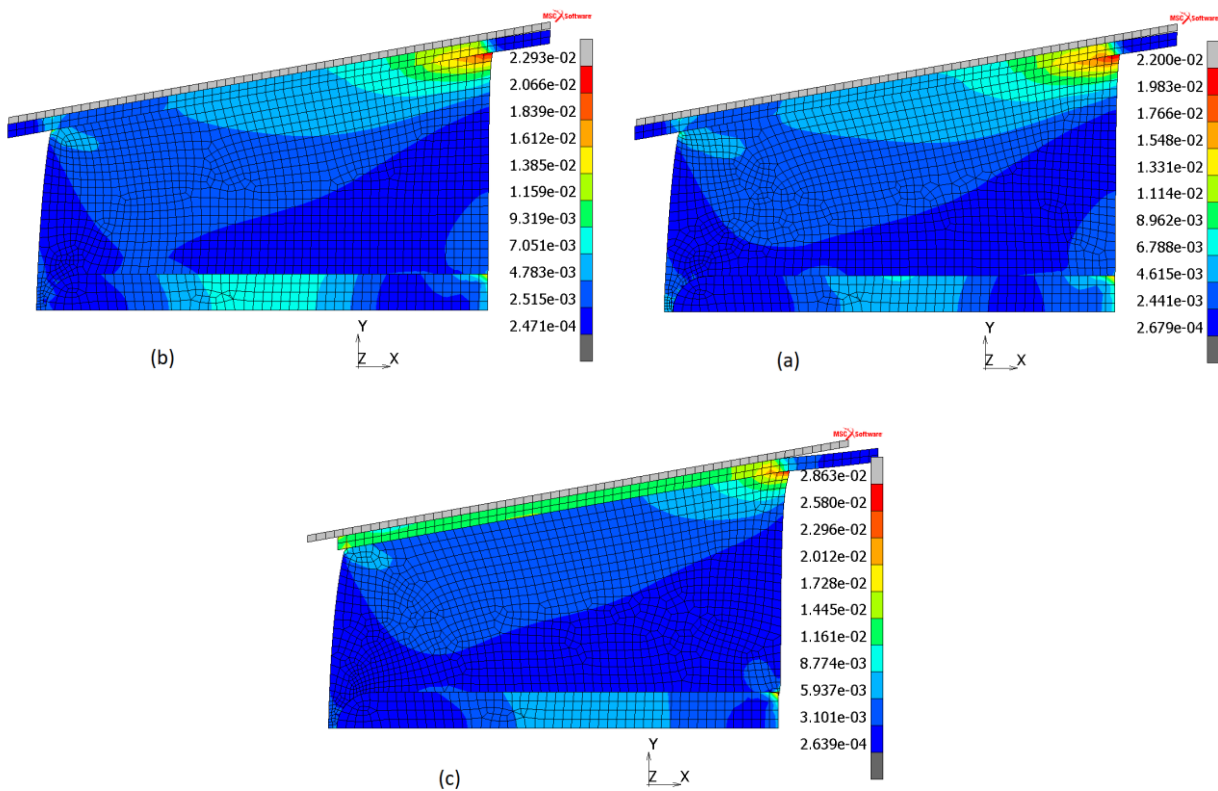 MSC Software
2.293e-02
2.066e-02
1.839e-02
1.612e-02
1.385e-02
1.159e-02
9.319e-03
7.051e-03
4.783e-03
2.515e-03
2.471e-04
Y
Z X
(b)
MSC Software
2.200e-02
1.983e-02
1.766e-02
1.548e-02
1.331e-02
1.114e-02
8.962e-03
6.788e-03
4.615e-03
2.441e-03
2.679e-04
Y
Z X
(a)
MSC Software
2.863e-02
2.580e-02
2.296e-02
2.012e-02
1.728e-02
1.445e-02
1.161e-02
8.774e-03
5.937e-03
3.101e-03
2.639e-04
Y
Z X
(c)